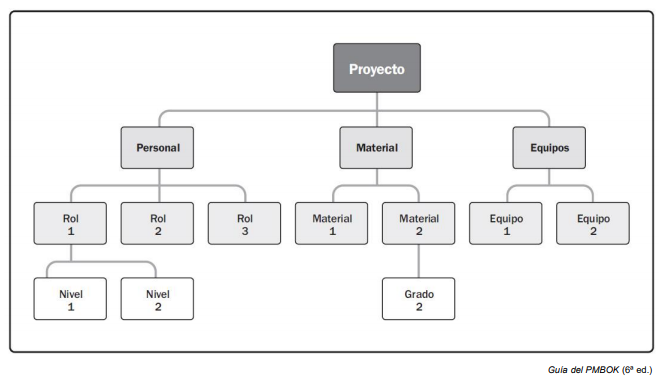 Proyecto
Personal
Material
Equipos
Rol
1
Rol
2
Rol
3
Material
1
Material
2
Equipo
1
Equipo
2
Nivel
1
Nivel
2
Grado
2
Guia del PMBOK (6ª ed.)